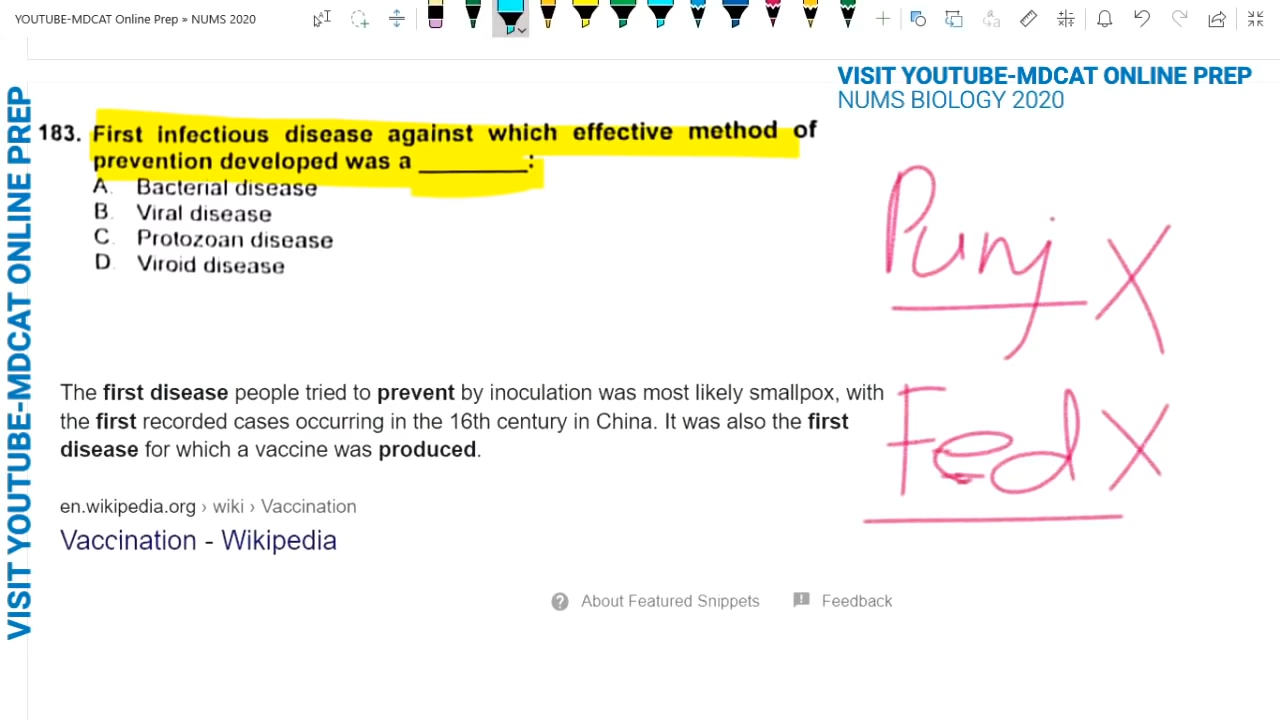 YOUTUBE-MDCAT Online Prep » NUMS 2020
VISIT YOUTUBE-MDCAT ONLINE PREP
NUMS BIOLOGY 2020
VISIT YOUTUBE-MDCAT ONLINE PREP
183. First infectious disease against which effective method of
prevention developed was a ________:
A. Bacterial disease
B. Viral disease
C. Protozoan disease
D. Viroid disease
Punj X
Fed X
The first disease people tried to prevent by inoculation was most likely smallpox, with
the first recorded cases occurring in the 16th century in China. It was also the first
disease for which a vaccine was produced.
en.wikipedia.org › wiki › Vaccination
Vaccination - Wikipedia
About Featured Snippets Feedback